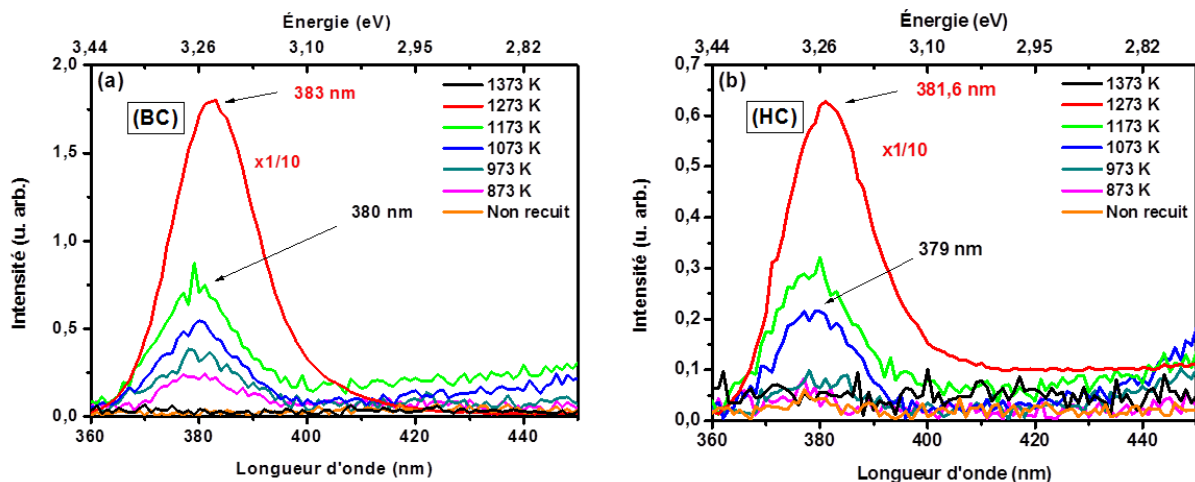 Énergie (eV)
3,44 3,26 3,10 2,95 2,82
2,0
1,5
1,0
0,5
0,0
Intensité (u. arb.)
(a)
(BC)
383 nm
x1/10
380 nm
1373 K
1273 K
1173 K
1073 K
973 K
873 K
Non recuit
360 380 400 420 440
Longueur d'onde (nm)
Énergie (eV)
3,44 3,26 3,10 2,95 2,82
0,7
0,6
0,5
0,4
0,3
0,2
0,1
0,0
Intensité (u. arb.)
(b)
(HC)
381,6 nm
x1/10
379 nm
1373 K
1273 K
1173 K
1073 K
973 K
873 K
Non recuit
360 380 400 420 440
Longueur d'onde (nm)